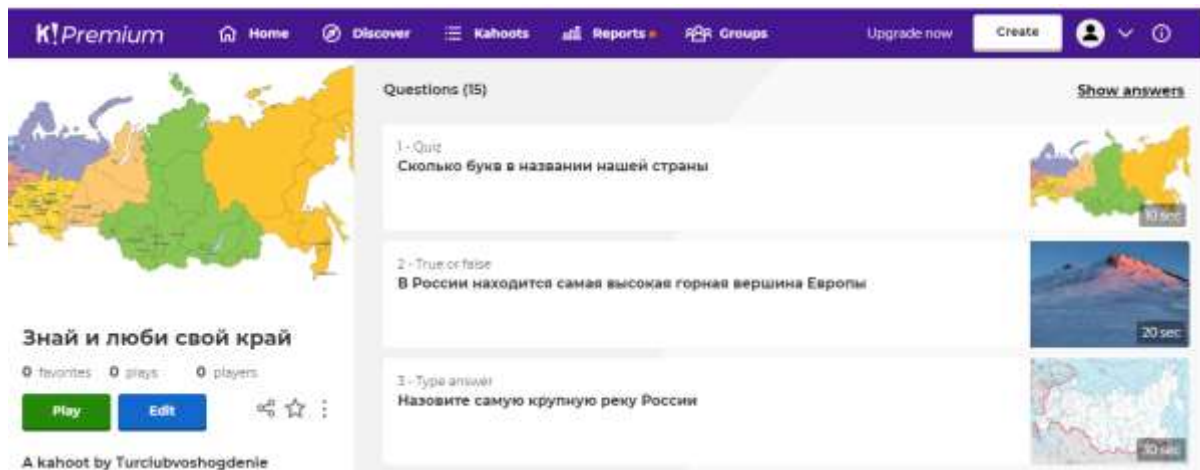 K! Premium Home Discover Kahoots Reports Groups Upgrade now Create
Questions (15) Show answers
1 - Quiz
Сколько букв в названии нашей страны
10 sec
2 - True or false
В России находится самая высокая горная вершина Европы
20 sec
Знай и люби свой край
0 favorites 0 plays 0 players
Play Edit
3 - Type answer
Назовите самую крупную реку России
30 sec
A kahoot by Turclubvoshogdenie